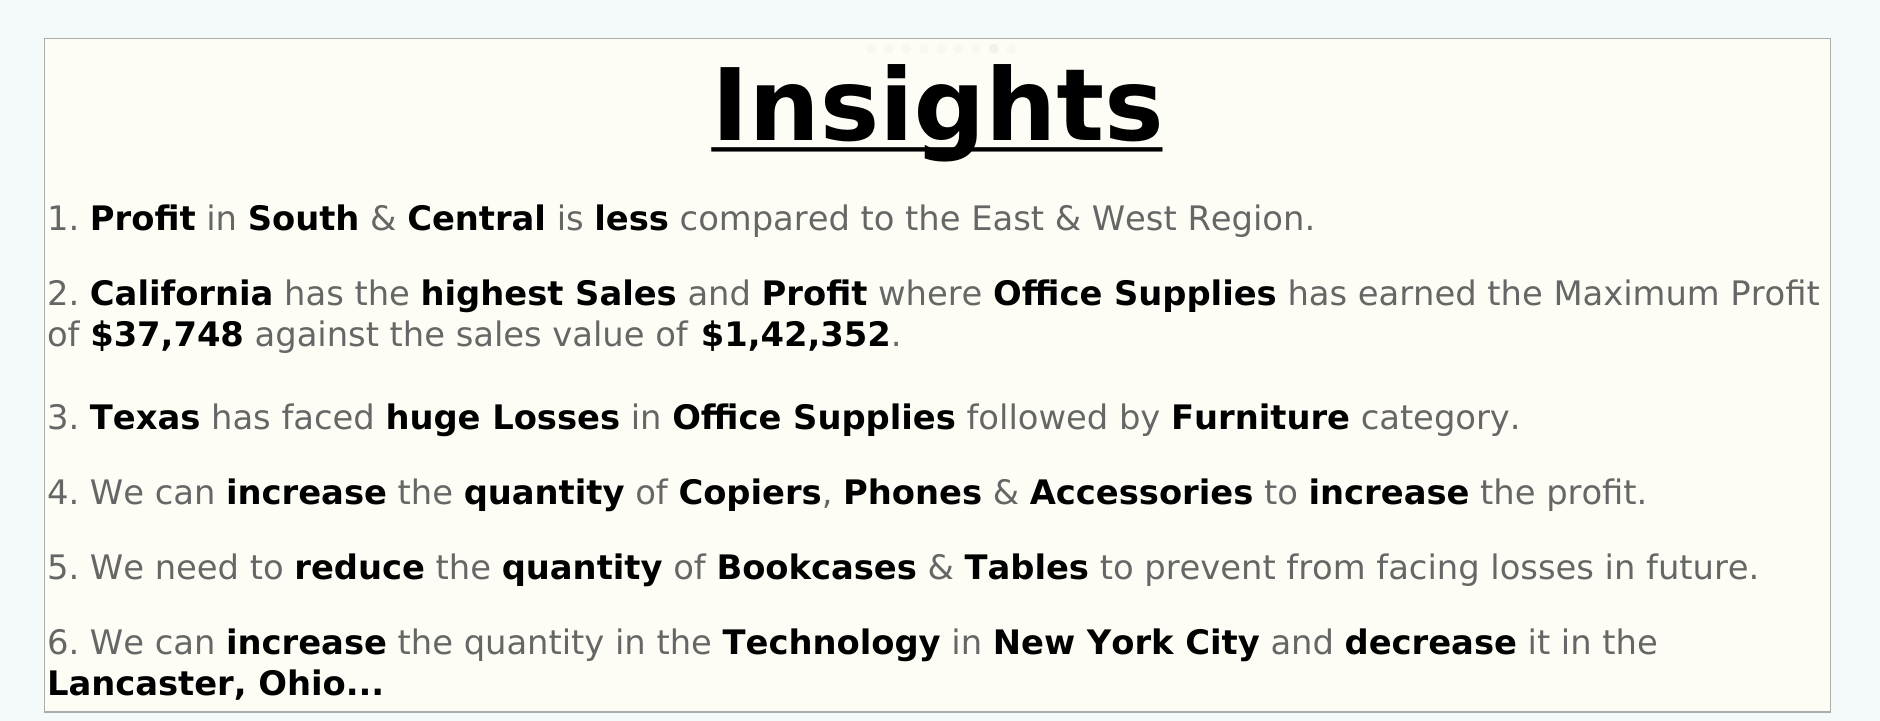 Insights
1. Profit in South & Central is less compared to the East & West Region.
2. California has the highest Sales and Profit where Office Supplies has earned the Maximum Profit
of $37,748 against the sales value of $1,42,352.
3. Texas has faced huge Losses in Office Supplies followed by Furniture category.
4. We can increase the quantity of Copiers, Phones & Accessories to increase the profit.
5. We need to reduce the quantity of Bookcases & Tables to prevent from facing losses in future.
6. We can increase the quantity in the Technology in New York City and decrease it in the
Lancaster, Ohio...